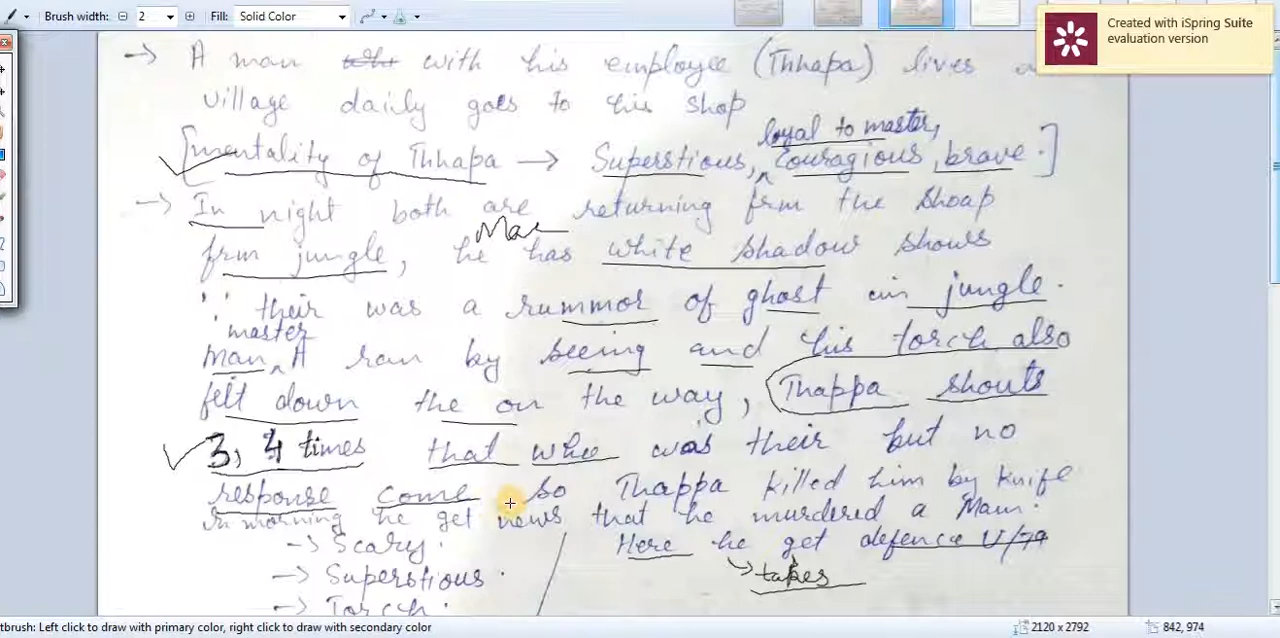 Brush width: 2 Fill: Solid Color
Created with iSpring Suite
evaluation version
→ A man with his employee (Thhapa) lives
village daily goes to his shop
loyal to master,
[mentality of Thhapa → Superstious, couragious, brave.]
→ In night both are returning frm the shoap
Man
frm jungle, he has white shadow shows
∵ their was a rummor of ghost in jungle.
master
Man A ran by seeing and his torch also
felt down the on the way, Thappa shouts
3, 4 times that who was their but no
response come so Thappa killed him by knife
In morning he get news that he murdered a Man.
→ Scary. Here he get defence U/79
→ takes
→ Superstious.
→ Torch.
tbrush: Left click to draw with primary color, right click to draw with secondary color
2120 x 2792
842, 974